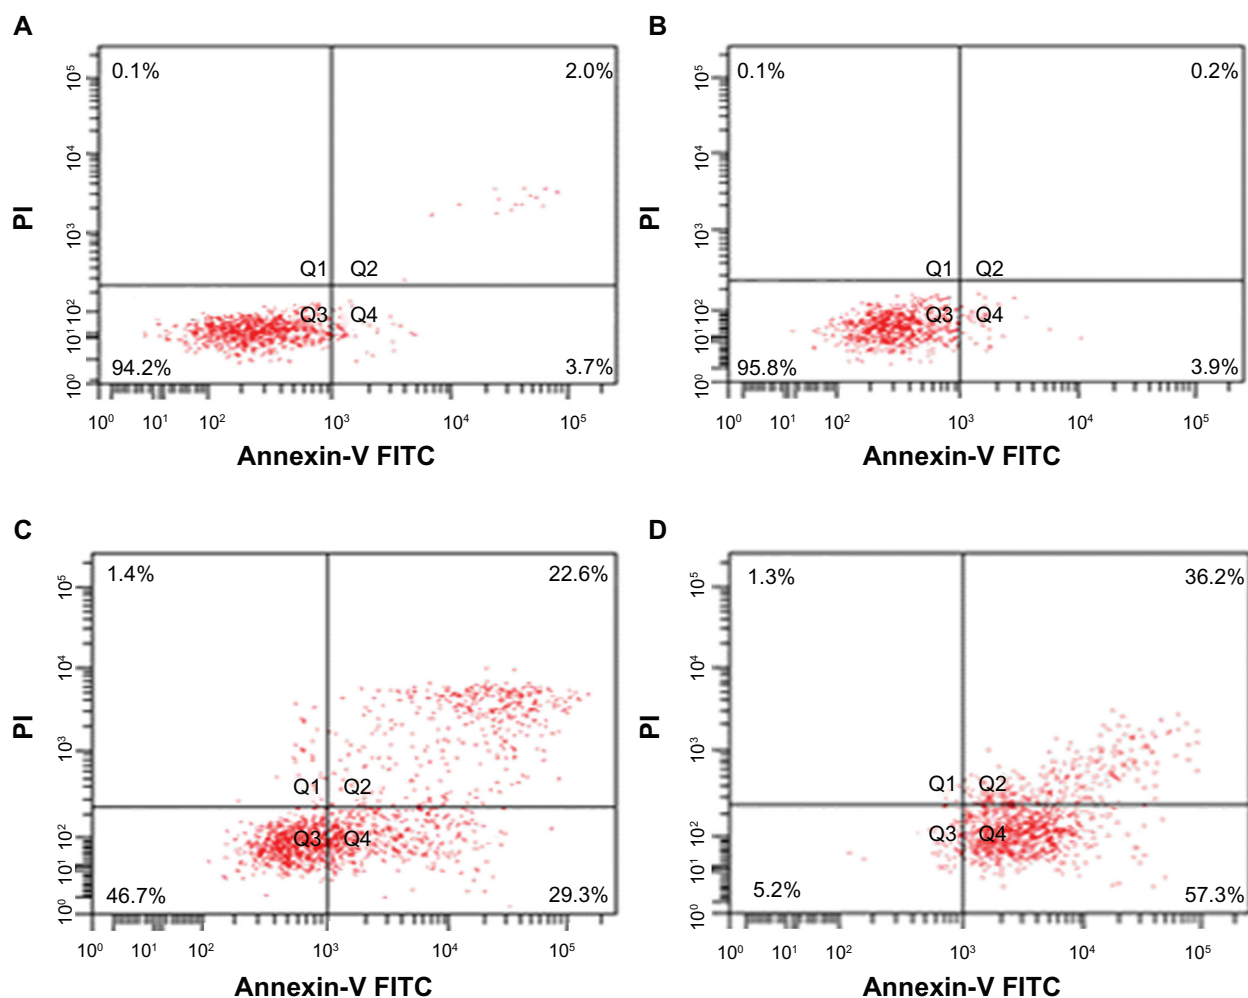 A
0.1%
2.0%
10⁵
10⁴
10³
10²
10¹
10⁰
PI
Q1 Q2
Q3 Q4
94.2%
3.7%
10⁰ 10¹ 10² 10³ 10⁴ 10⁵
Annexin-V FITC
B
0.1%
0.2%
10⁵
10⁴
10³
10²
10¹
10⁰
PI
Q1 Q2
Q3 Q4
95.8%
3.9%
10⁰ 10¹ 10² 10³ 10⁴ 10⁵
Annexin-V FITC
C
1.4%
22.6%
10⁵
10⁴
10³
10²
10¹
10⁰
PI
Q1 Q2
Q3 Q4
46.7%
29.3%
10⁰ 10¹ 10² 10³ 10⁴ 10⁵
Annexin-V FITC
D
1.3%
36.2%
10⁵
10⁴
10³
10²
10¹
10⁰
PI
Q1 Q2
Q3 Q4
5.2%
57.3%
10⁰ 10¹ 10² 10³ 10⁴ 10⁵
Annexin-V FITC